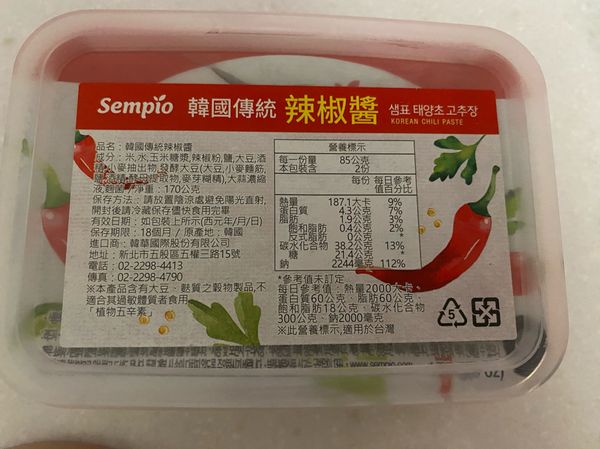 Sempio 韓國傳統 辣椒醬 샘표 태양초 고추장
KOREAN CHILI PASTE
品名：韓國傳統辣椒醬
成分：米,水,玉米糖漿,辣椒粉,鹽,大豆,酒
精,小麥抽出物,發酵大豆(大豆,小麥麵筋,
麥芽糊精),大蒜濃縮
液,麴菌 / 淨重：170公克
保存方法：請放置陰涼處避免陽光直射,
開封後請冷藏保存儘快食用完畢
有效日期：如包裝上所示(西元年/月/日)
保存期限：18個月 / 原產地：韓國
進口商：韓華國際股份有限公司
地址：新北市五股區五權三路15號
電話：02-2298-4413
傳真：02-2298-4790
※本產品含有大豆、麩質之穀物製品,不
適合其過敏體質者食用
「植物五辛素」
營養標示
每一份量 85公克
本包裝含 2份
每份 每日參考
值百分比
熱量 187.1大卡 9%
蛋白質 4.3公克 7%
脂肪 1.9公克 3%
飽和脂肪 0.4公克 2%
反式脂肪 0公克 *
碳水化合物 38.2公克 13%
糖 21.4公克 *
鈉 2244毫克 112%
*參考值未訂定
每日參考值：熱量2000大卡、
蛋白質60公克、脂肪60公克、
飽和脂肪18公克、碳水化合物
300公克、鈉2000毫克
※此營養標示,適用於台灣
5
www.sempio.com